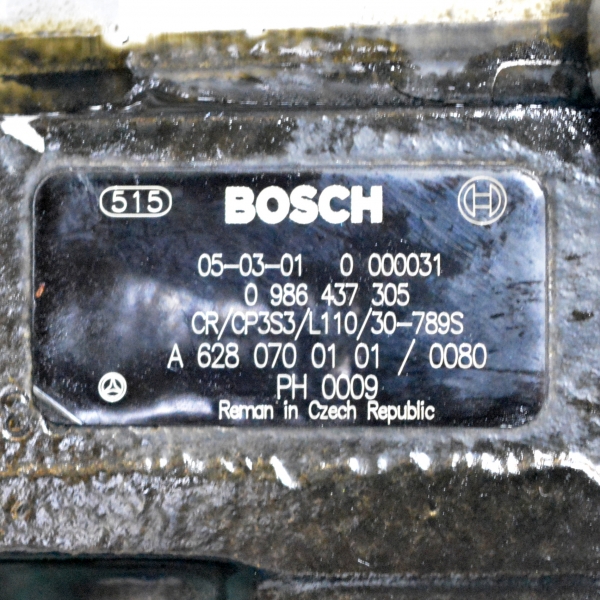 515 BOSCH H
05-03-01 0 000031
0 986 437 305
CR/CP3S3/L110/30-789S
A 628 070 01 01 / 0080
PH 0009
Reman in Czech Republic